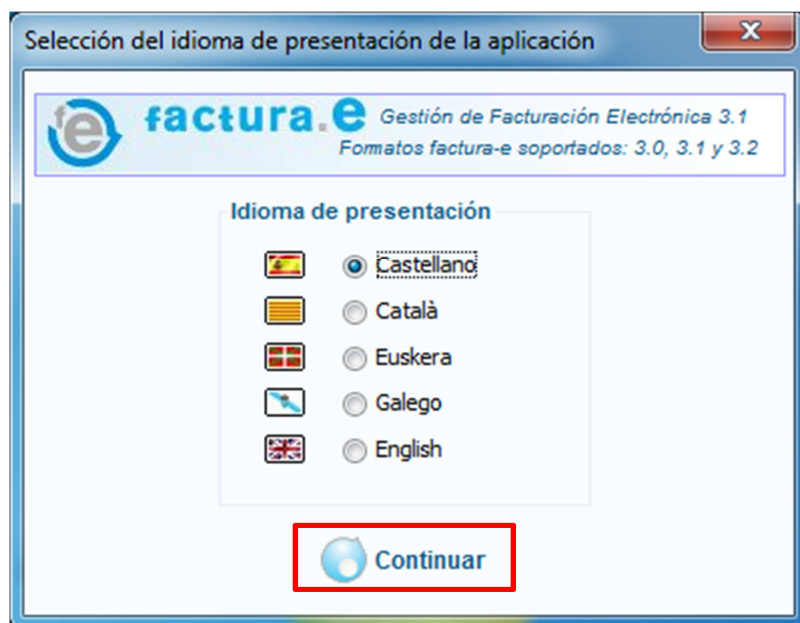 Selección del idioma de presentación de la aplicación
factura.e
Gestión de Facturación Electrónica 3.1
Formatos factura-e soportados: 3.0, 3.1 y 3.2
Idioma de presentación
Castellano
Català
Euskera
Galego
English
Continuar